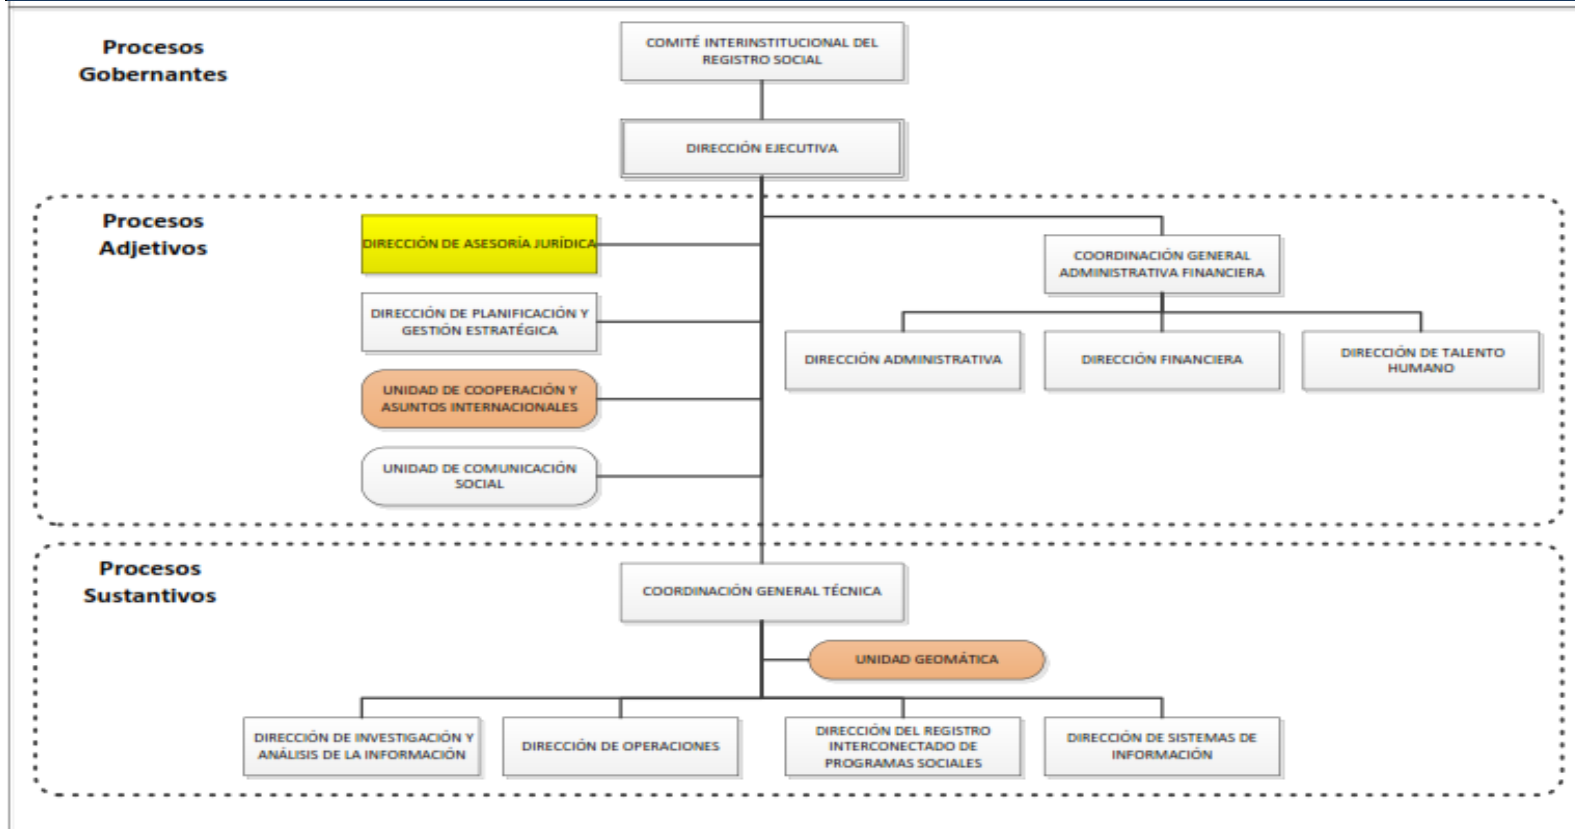 Procesos
Gobernantes
COMITÉ INTERINSTITUCIONAL DEL
REGISTRO SOCIAL
DIRECCIÓN EJECUTIVA
Procesos
Adjetivos
DIRECCIÓN DE ASESORÍA JURÍDICA
DIRECCIÓN DE PLANIFICACIÓN Y
GESTIÓN ESTRATÉGICA
UNIDAD DE COOPERACIÓN Y
ASUNTOS INTERNACIONALES
UNIDAD DE COMUNICACIÓN
SOCIAL
COORDINACIÓN GENERAL
ADMINISTRATIVA FINANCIERA
DIRECCIÓN ADMINISTRATIVA
DIRECCIÓN FINANCIERA
DIRECCIÓN DE TALENTO
HUMANO
Procesos
Sustantivos
COORDINACIÓN GENERAL TÉCNICA
UNIDAD GEOMÁTICA
DIRECCIÓN DE INVESTIGACIÓN Y
ANÁLISIS DE LA INFORMACIÓN
DIRECCIÓN DE OPERACIONES
DIRECCIÓN DEL REGISTRO
INTERCONECTADO DE
PROGRAMAS SOCIALES
DIRECCIÓN DE SISTEMAS DE
INFORMACIÓN